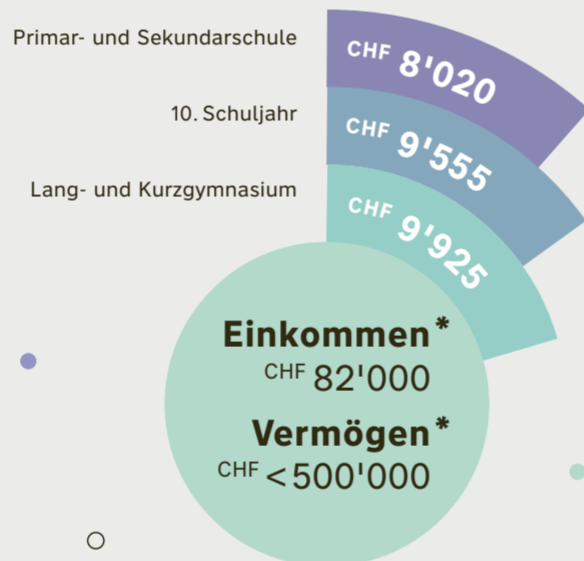 Primar- und Sekundarschule
CHF 8'020
10. Schuljahr
CHF 9'555
Lang- und Kurzgymnasium
CHF 9'925
Einkommen*
CHF 82'000
Vermögen*
CHF <500'000